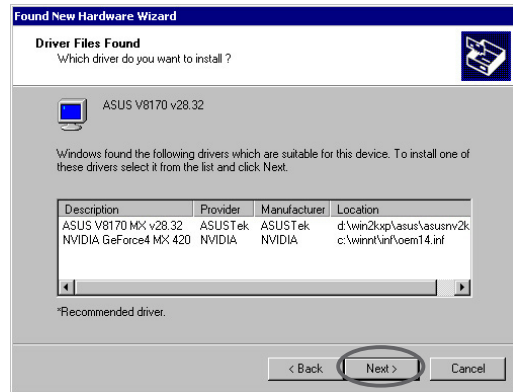 Found New Hardware Wizard
Driver Files Found
Which driver do you want to install ?
ASUS V8170 v28.32
Windows found the following drivers which are suitable for this device. To install one of
these drivers select it from the list and click Next.
Description Provider Manufacturer Location
ASUS V8170 MX v28.32 ASUSTek ASUSTek d:\win2kxp\asus\asusnv2k
NVIDIA GeForce4 MX 420 NVIDIA NVIDIA c:\winnt\inf\oem14.inf
*Recommended driver.
< Back Next > Cancel